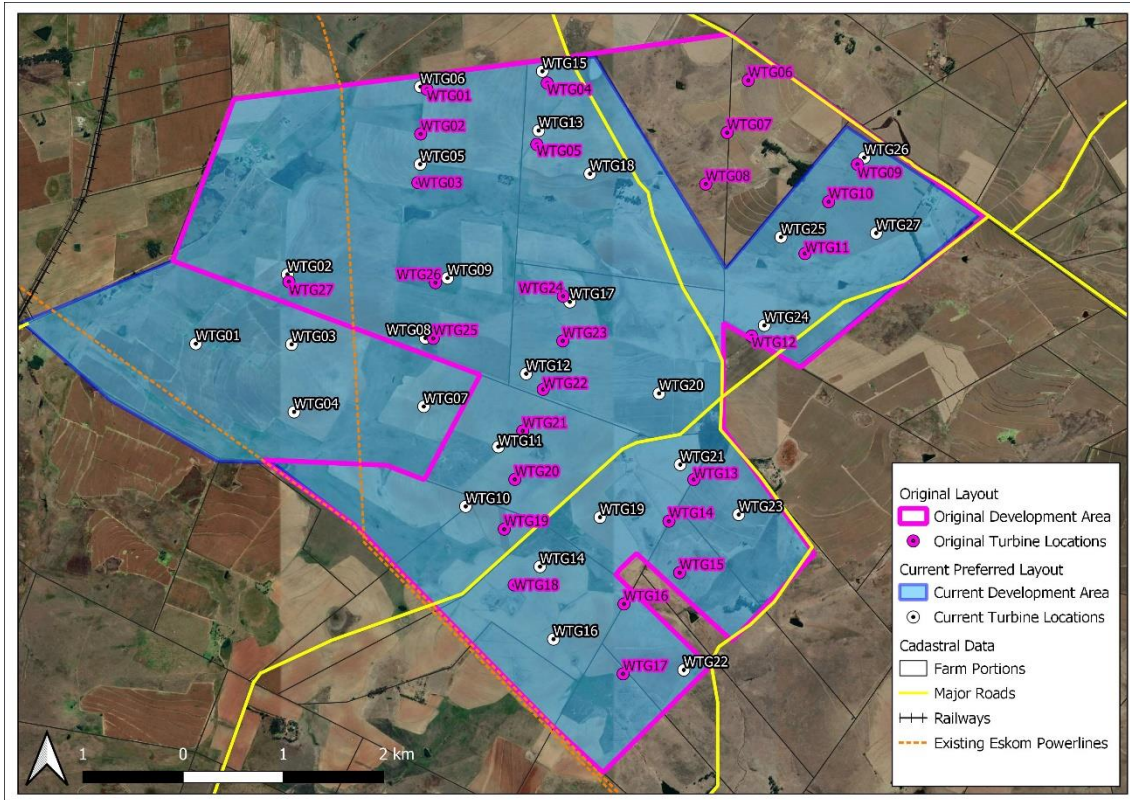 WTG15
WTG06
WTG06
WTG04
WTG01
WTG13
WTG02
WTG07
WTG05
WTG26
WTG05
WTG18
WTG09
WTG03
WTG08
WTG10
WTG25
WTG27
WTG11
WTG02
WTG26
WTG09
WTG27
WTG24
WTG17
WTG01
WTG03
WTG08
WTG25
WTG23
WTG24
WTG12
WTG12
WTG22
WTG20
WTG04
WTG07
WTG21
WTG11
WTG21
WTG20
WTG13
WTG10
WTG19
WTG19
WTG14
WTG23
WTG14
WTG18
WTG15
WTG16
WTG16
WTG17
WTG22
Original Layout
Original Development Area
Original Turbine Locations
Current Preferred Layout
Current Development Area
Current Turbine Locations
Cadastral Data
Farm Portions
Major Roads
Railways
Existing Eskom Powerlines
1 0 1 2 km